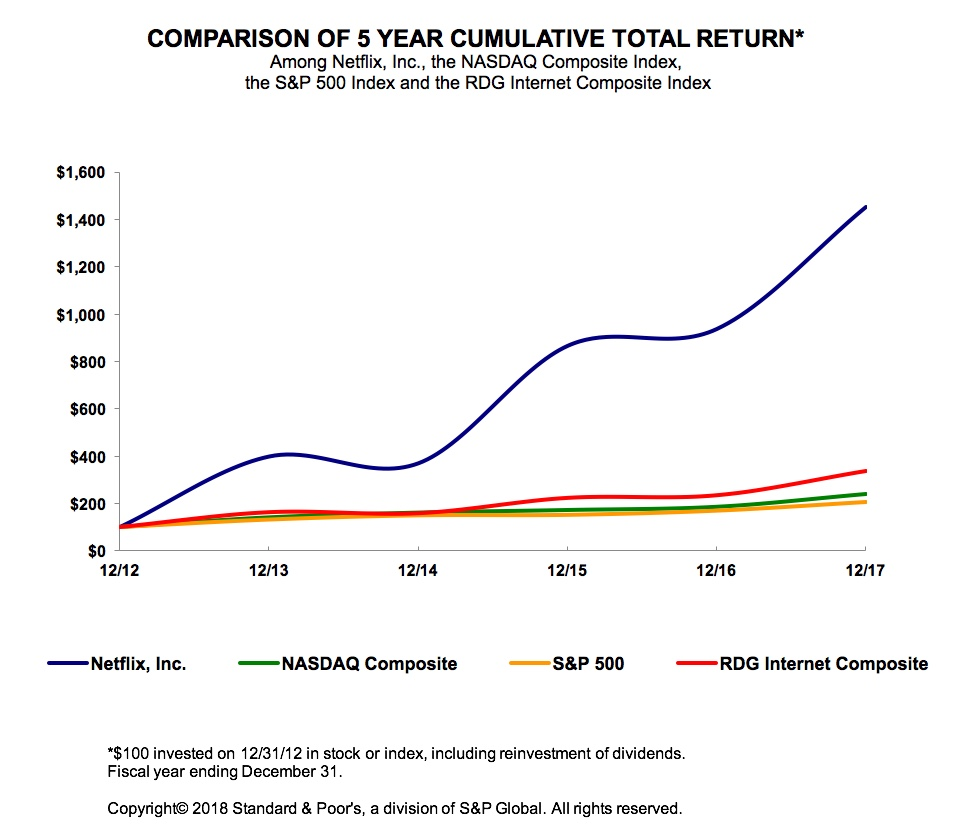 COMPARISON OF 5 YEAR CUMULATIVE TOTAL RETURN*
Among Netflix, Inc., the NASDAQ Composite Index,
the S&P 500 Index and the RDG Internet Composite Index
$1,600
$1,400
$1,200
$1,000
$800
$600
$400
$200
$0
12/12 12/13 12/14 12/15 12/16 12/17
Netflix, Inc. NASDAQ Composite S&P 500 RDG Internet Composite
*$100 invested on 12/31/12 in stock or index, including reinvestment of dividends.
Fiscal year ending December 31.
Copyright© 2018 Standard & Poor's, a division of S&P Global. All rights reserved.